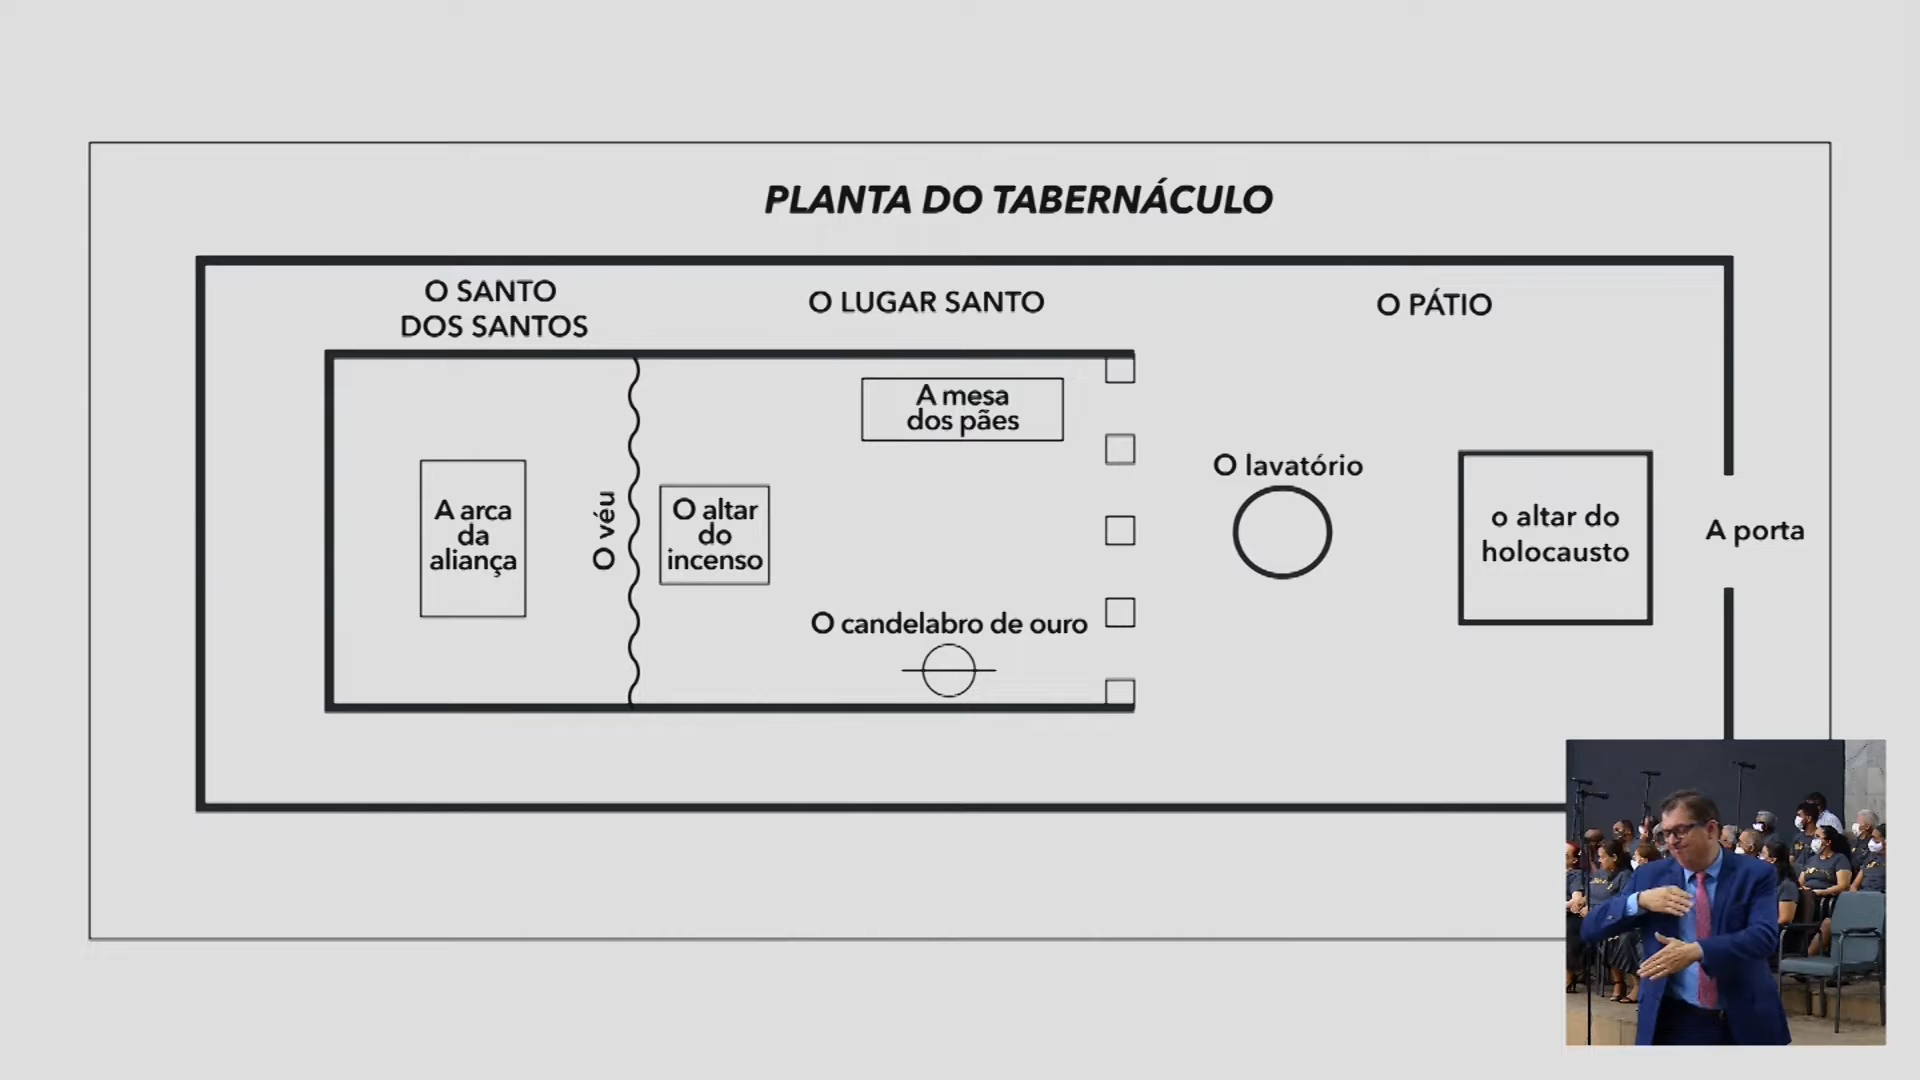 PLANTA DO TABERNÁCULO
O SANTO
DOS SANTOS
O LUGAR SANTO
O PÁTIO
A mesa
dos pães
A arca
da
aliança
O véu
O altar
do
incenso
O candelabro de ouro
O lavatório
o altar do
holocausto
A porta